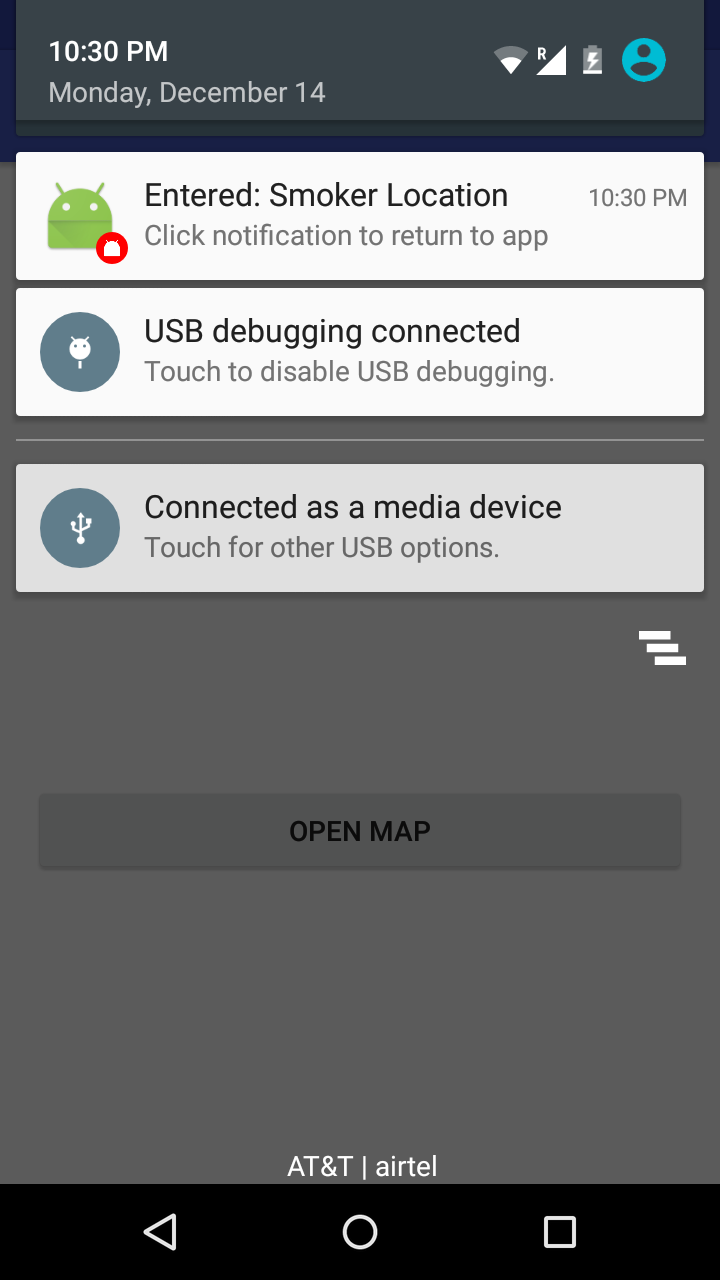 10:30 PM
R
Monday, December 14
Entered: Smoker Location 10:30 PM
Click notification to return to app
USB debugging connected
Touch to disable USB debugging.
Connected as a media device
Touch for other USB options.
OPEN MAP
AT&T | airtel